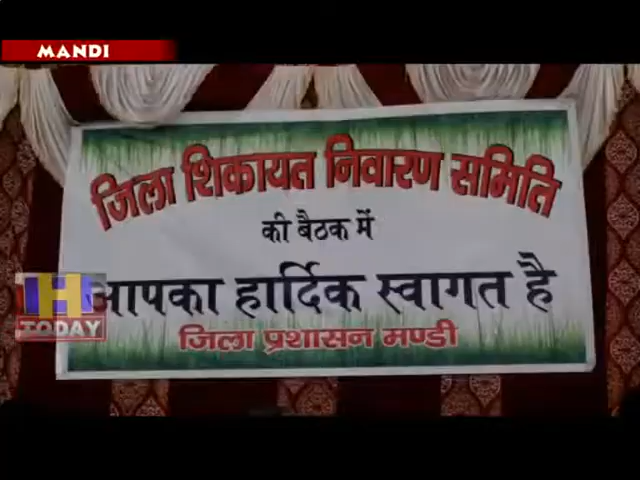 MANDI
जिला शिकायत निवारण समिति
की बैठक में
आपका हार्दिक स्वागत है
जिला प्रशासन मण्डी
H
TODAY